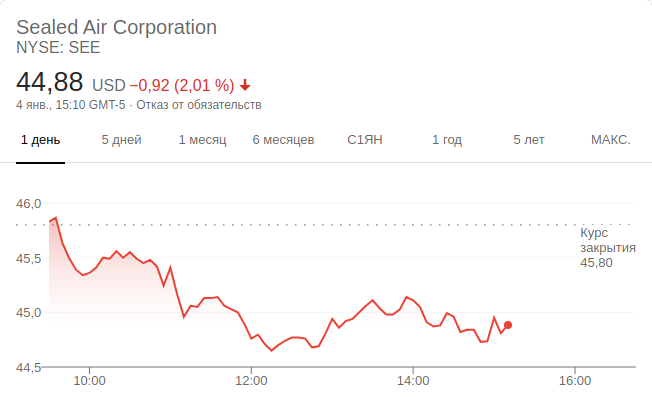 Sealed Air Corporation
NYSE: SEE
44,88 USD −0,92 (2,01 %)
4 янв., 15:10 GMT-5 · Отказ от обязательств
1 день 5 дней 1 месяц 6 месяцев С1ЯН 1 год 5 лет МАКС.
46,0
Курс
закрытия
45,5
45,80
45,0
44,5
10:00 12:00 14:00 16:00